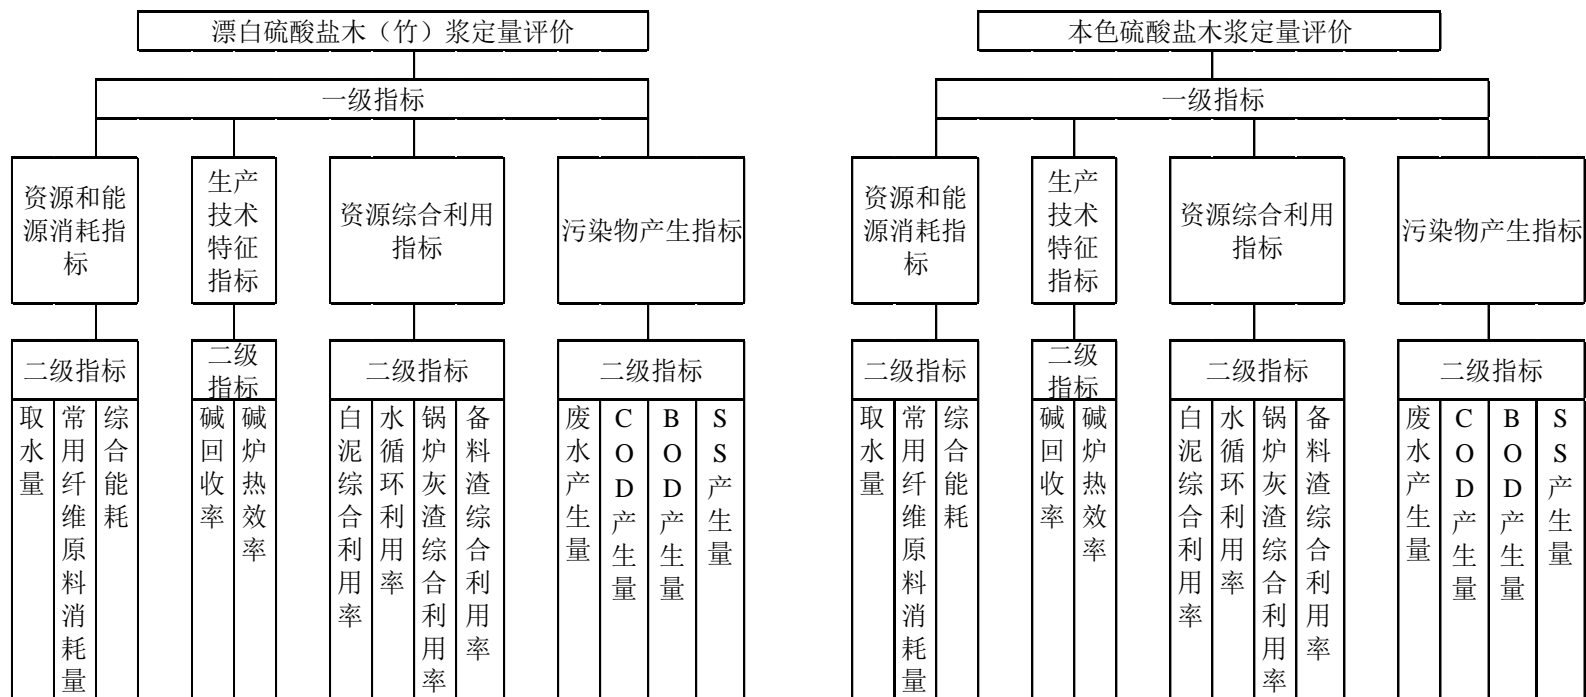 漂白硫酸盐木（竹）浆定量评价
一级指标
资源和能
源消耗指
标
生产
技术
特征
指标
资源综合利用
指标
污染物产生指标
二级指标
二级
指标
二级指标
二级指标
取水量
常用纤维原料消耗量
综合能耗
碱回收率
碱炉热效率
白泥综合利用率
水循环利用率
锅炉灰渣综合利用率
备料渣综合利用率
废水产生量
COD产生量
BOD产生量
SS产生量
本色硫酸盐木浆定量评价
一级指标
资源和能
源消耗指
标
生产
技术
特征
指标
资源综合利用
指标
污染物产生指标
二级指标
二级
指标
二级指标
二级指标
取水量
常用纤维原料消耗量
综合能耗
碱回收率
碱炉热效率
白泥综合利用率
水循环利用率
锅炉灰渣综合利用率
备料渣综合利用率
废水产生量
COD产生量
BOD产生量
SS产生量